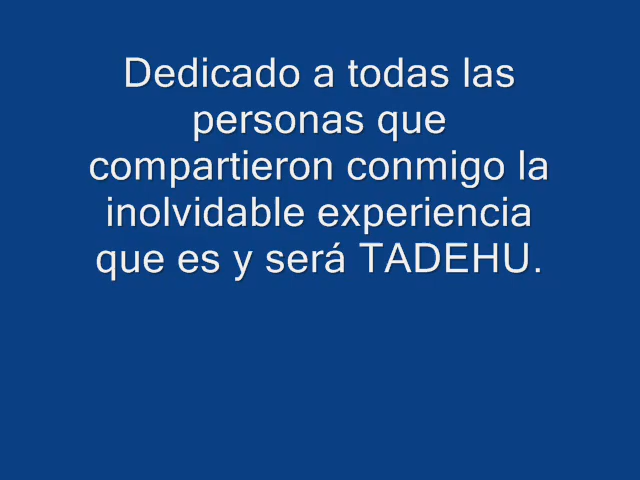 Dedicado a todas las
personas que
compartieron conmigo la
inolvidable experiencia
que es y será TADEHU.